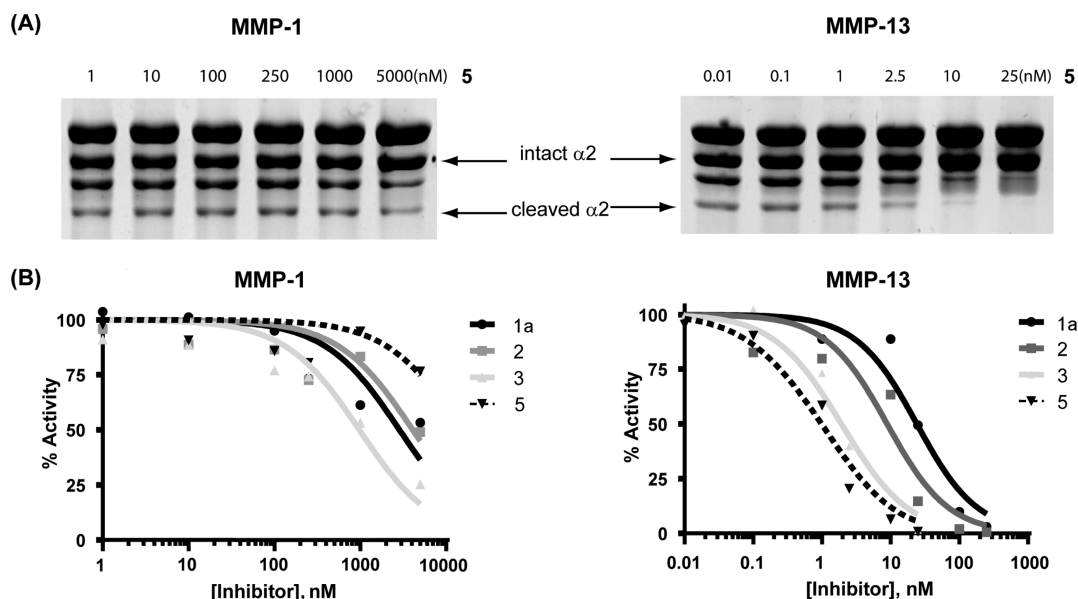 (A)
MMP-1
MMP-13
1 10 100 250 1000 5000(nM) 5
0.01 0.1 1 2.5 10 25(nM) 5
intact α2
cleaved α2
(B)
MMP-1
MMP-13
100
75
50
25
0
% Activity
1 10 100 1000 10000
[Inhibitor], nM
1a
2
3
5
100
75
50
25
0
% Activity
0.01 0.1 1 10 100 1000
[Inhibitor], nM
1a
2
3
5